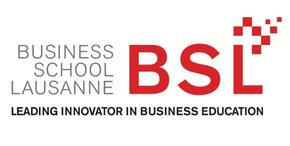 BUSINESS
SCHOOL
LAUSANNE
BSL
LEADING INNOVATOR IN BUSINESS EDUCATION